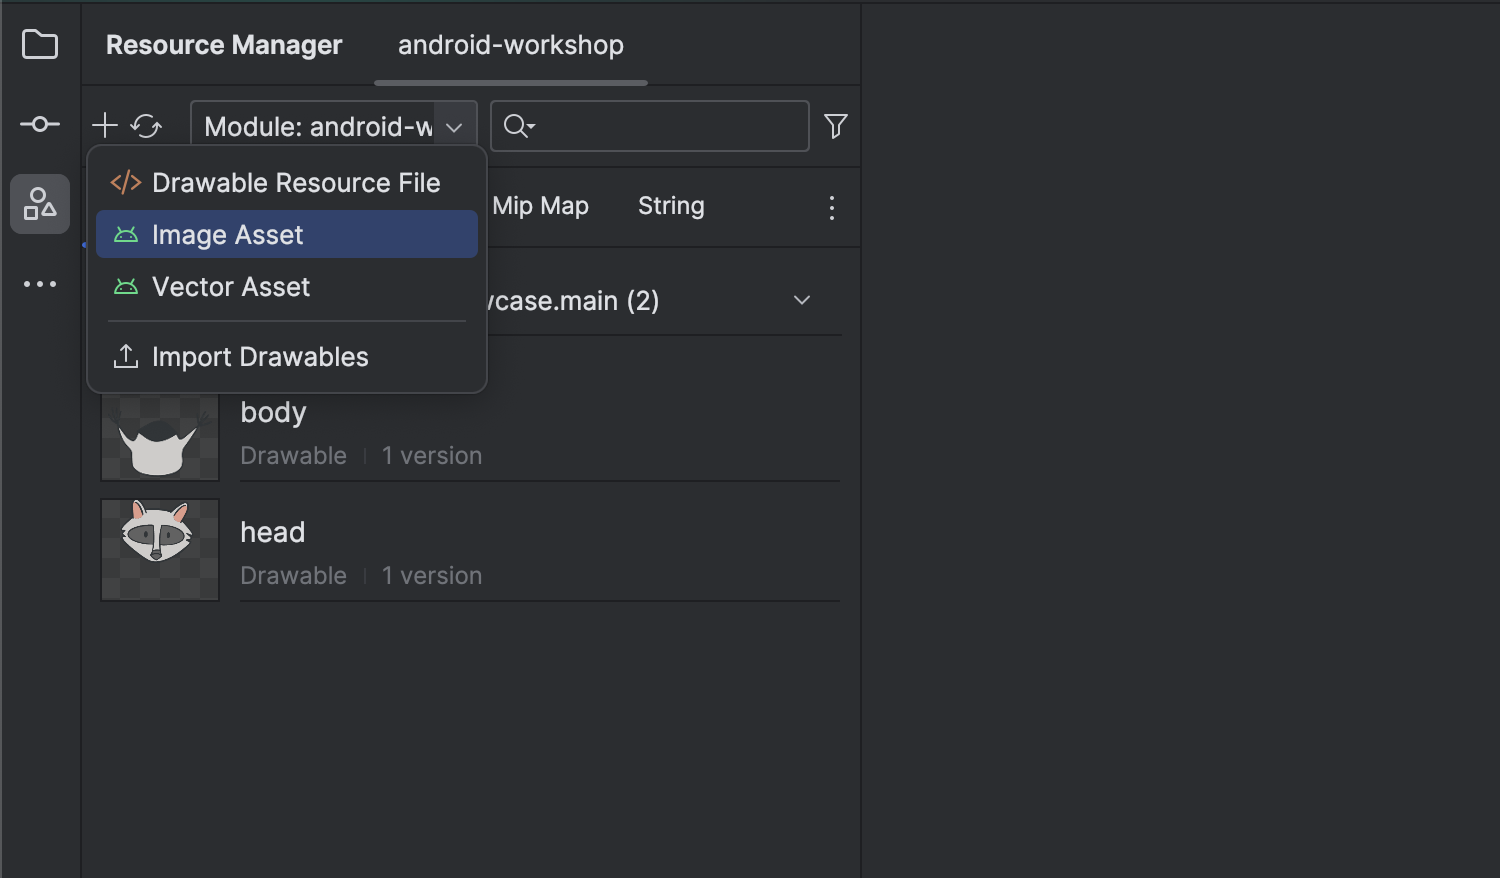 Resource Manager
android-workshop
Module: android-w
Drawable Resource File
Image Asset
Vector Asset
Import Drawables
Mip Map
String
case.main (2)
body
Drawable
1 version
head
Drawable
1 version